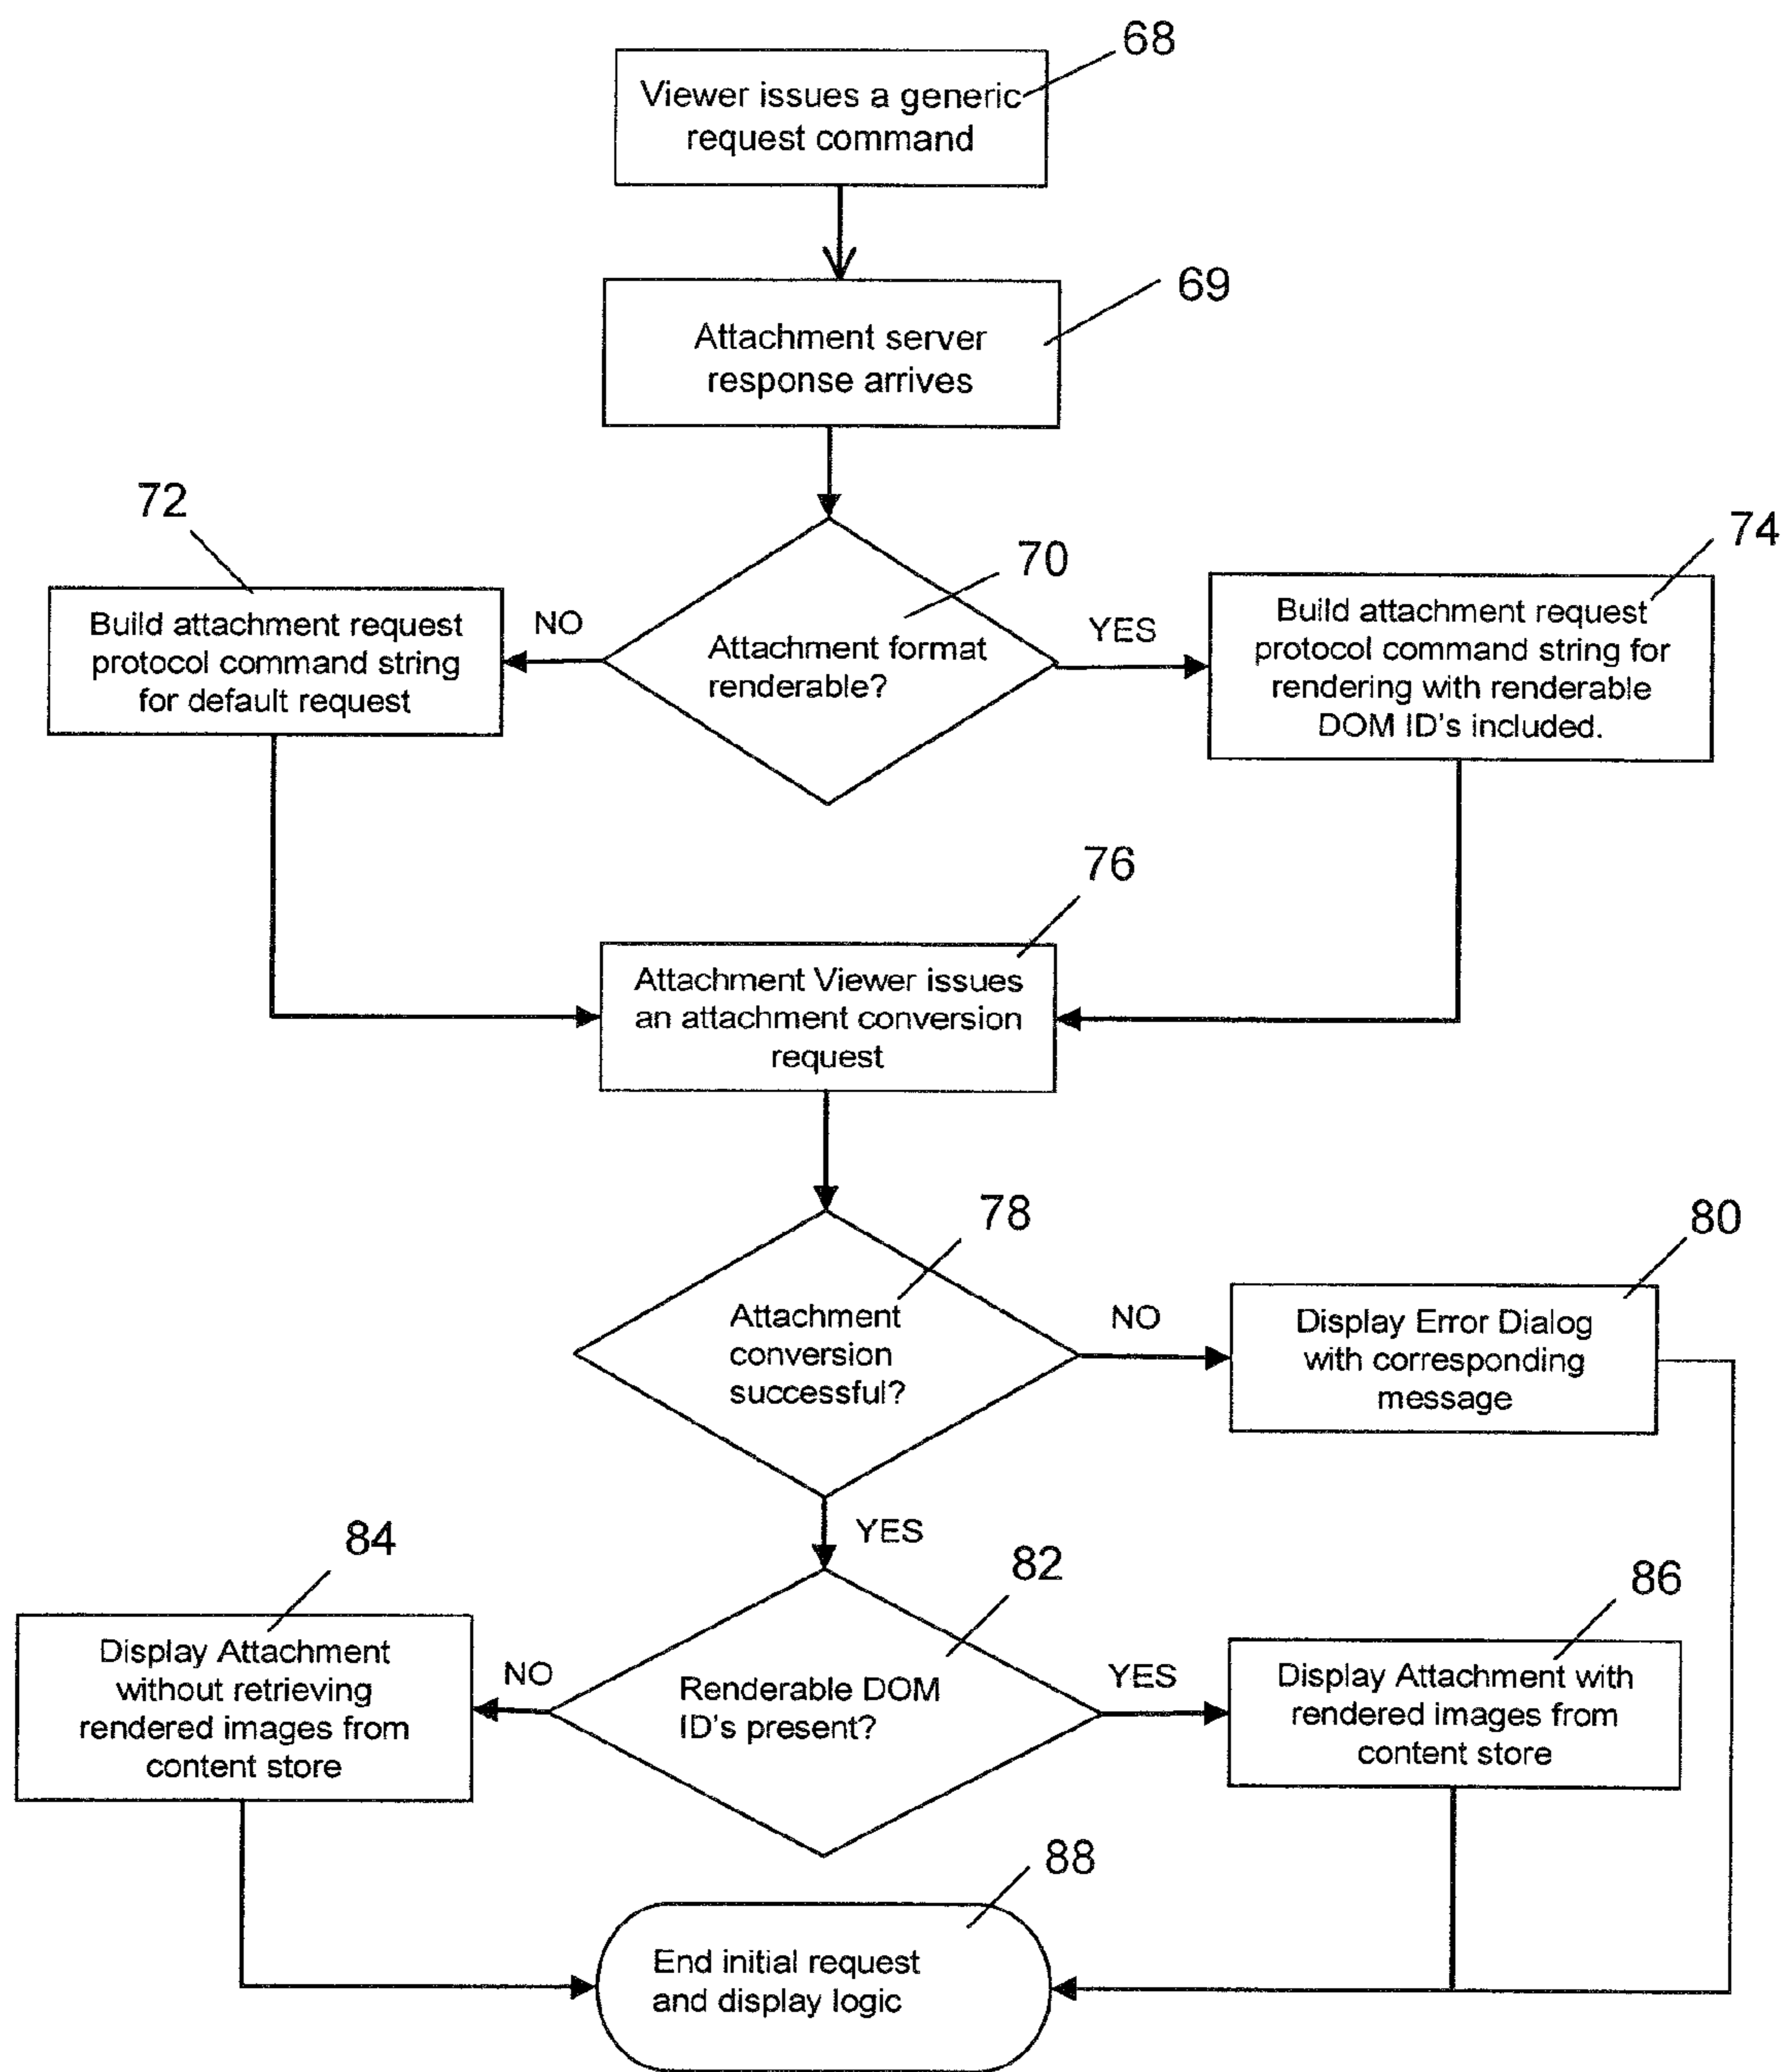 68
Viewer issues a generic
request command
69
Attachment server
response arrives
72
70
74
Build attachment request
protocol command string
for default request
NO
Attachment format
renderable?
YES
Build attachment request
protocol command string for
rendering with renderable
DOM ID's included.
76
Attachment Viewer issues
an attachment conversion
request
78
80
Attachment
conversion
successful?
NO
Display Error Dialog
with corresponding
message
YES
84
82
86
Display Attachment
without retrieving
rendered images from
content store
NO
Renderable DOM
ID's present?
YES
Display Attachment with
rendered images from
content store
88
End initial request
and display logic